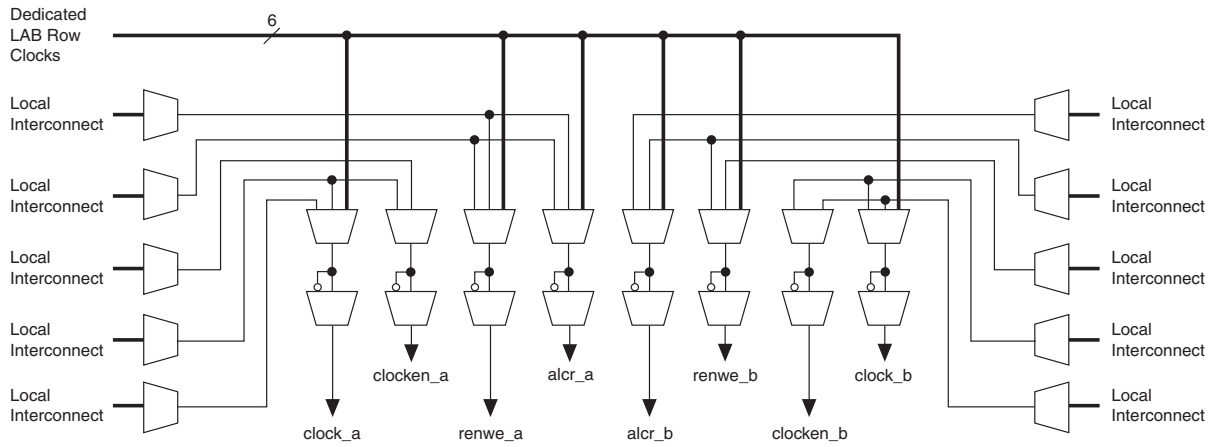 Dedicated
LAB Row
Clocks
6
Local
Interconnect
Local
Interconnect
Local
Interconnect
Local
Interconnect
Local
Interconnect
Local
Interconnect
Local
Interconnect
Local
Interconnect
Local
Interconnect
Local
Interconnect
clocken_a
alcr_a
renwe_b
clock_b
clock_a
renwe_a
alcr_b
clocken_b